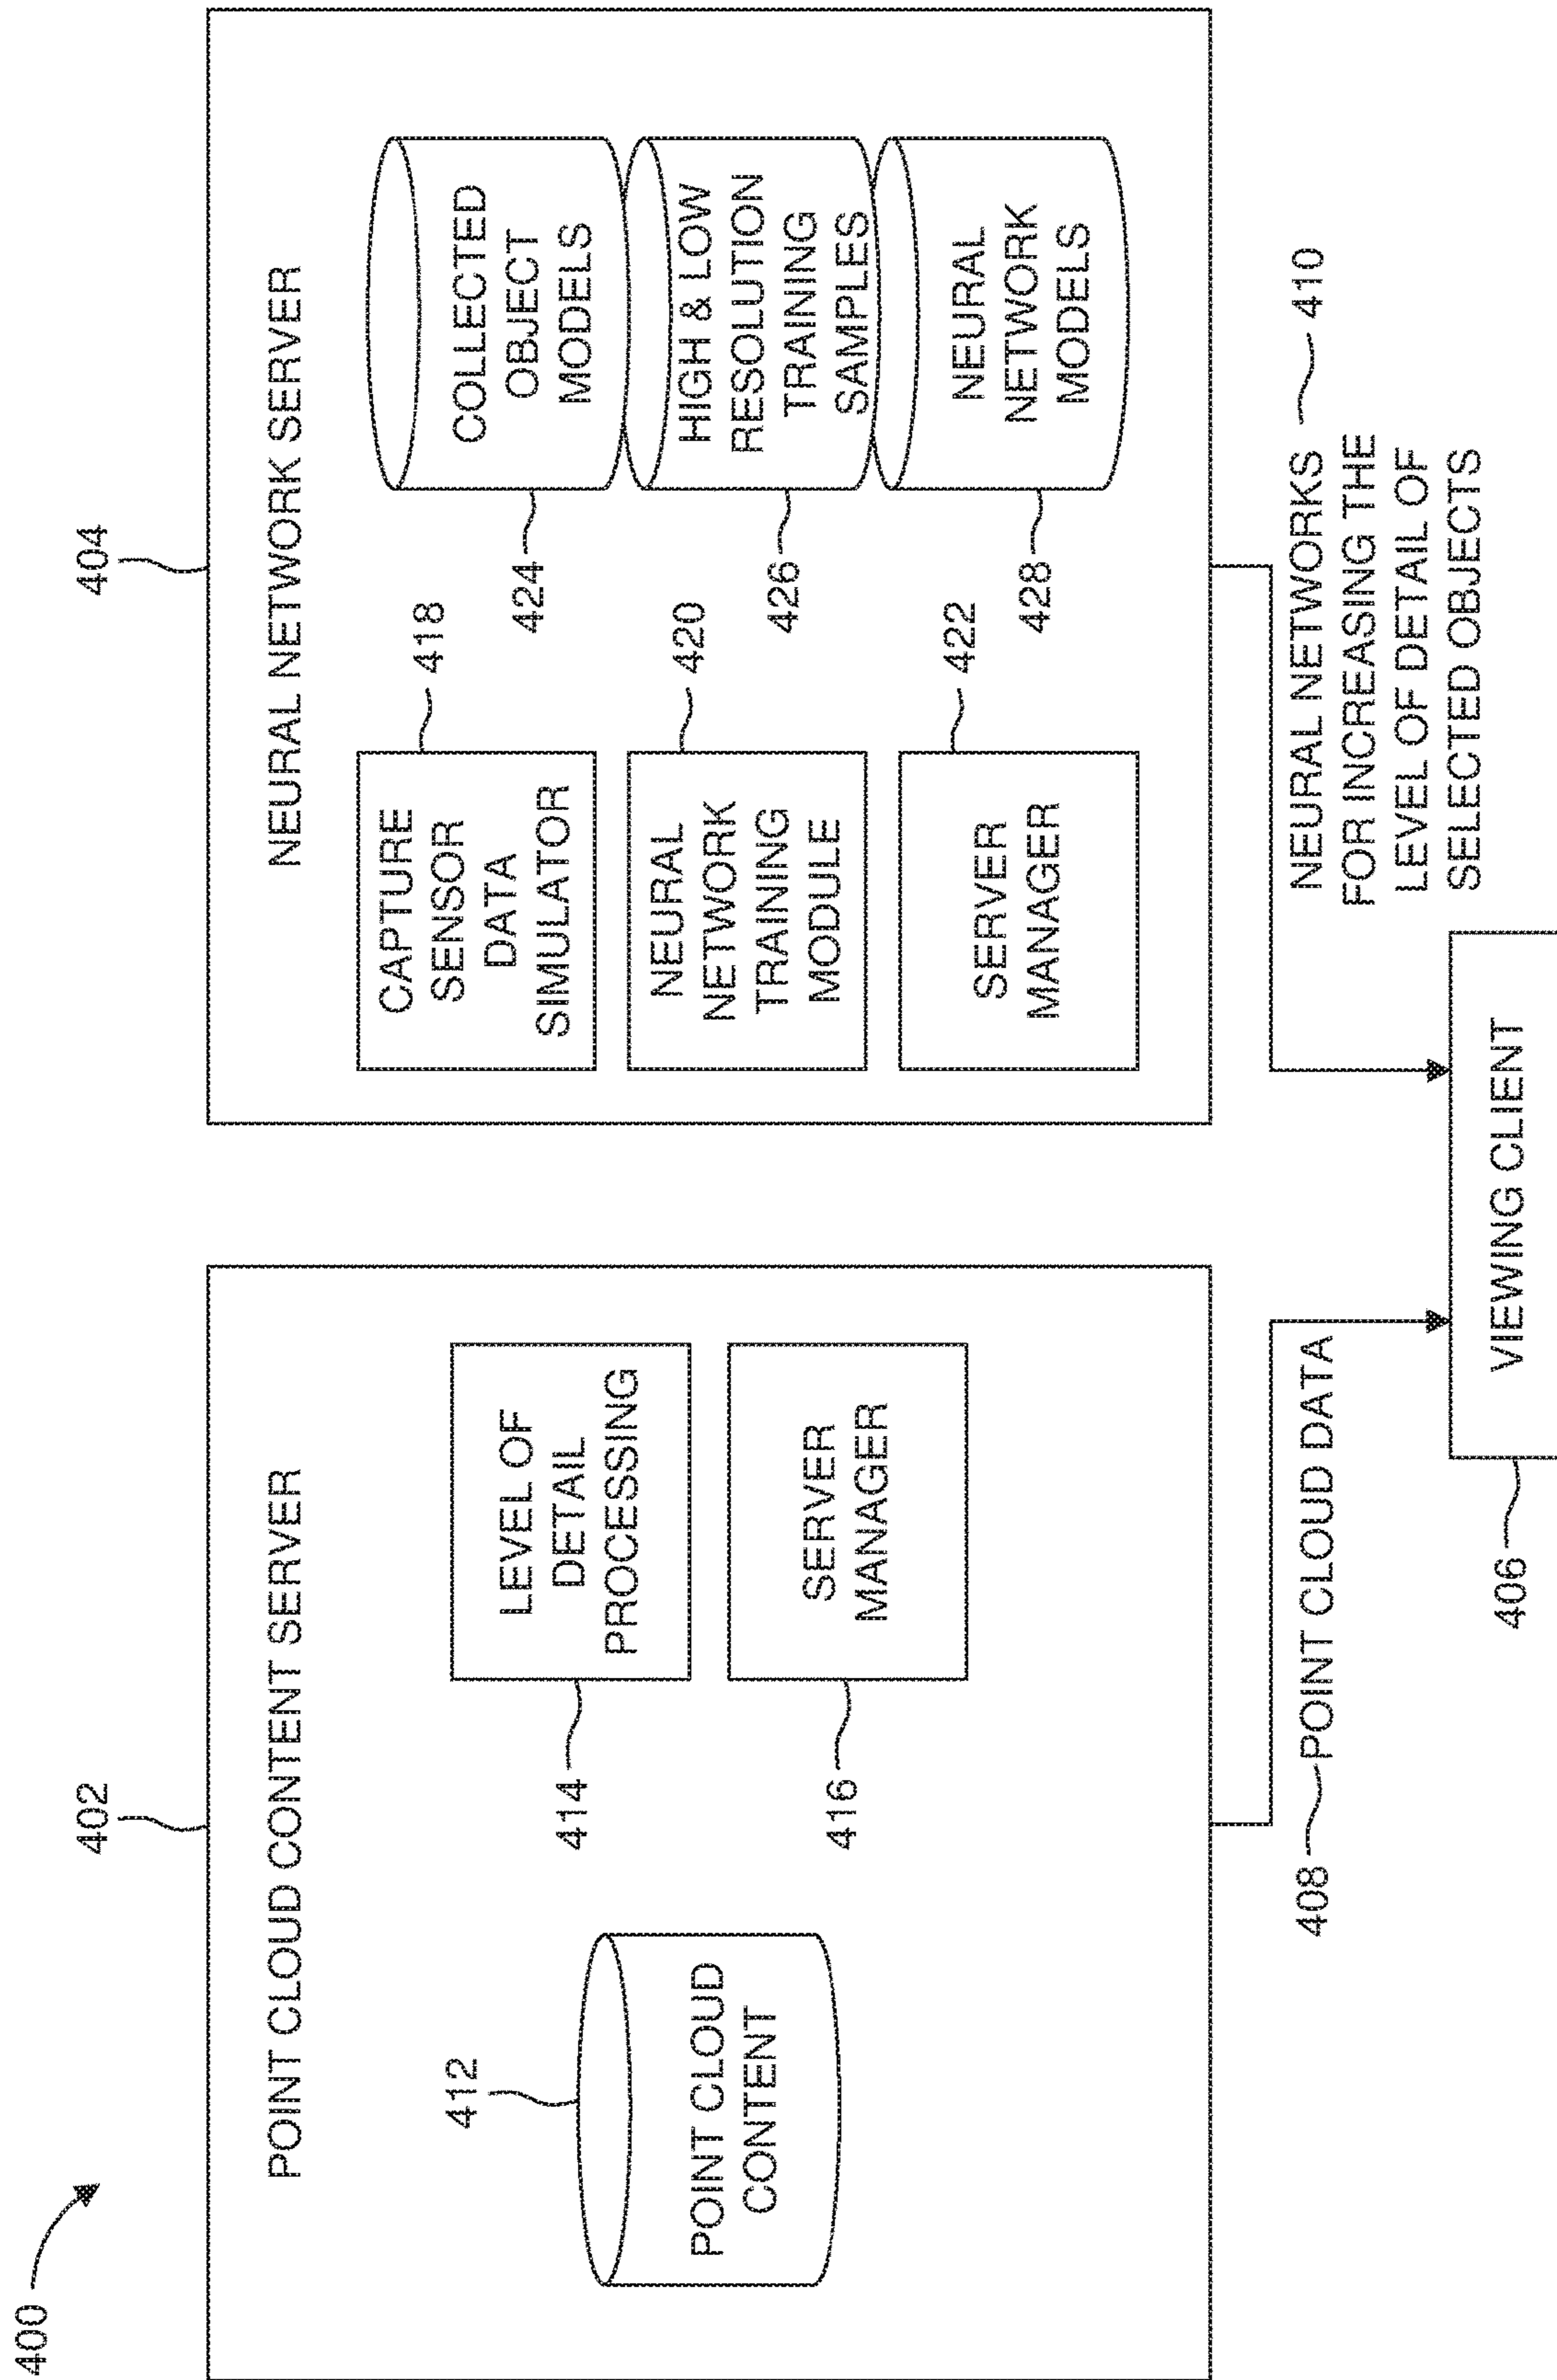 400
402
POINT CLOUD CONTENT SERVER
412
POINT CLOUD
CONTENT
414
LEVEL OF
DETAIL
PROCESSING
416
SERVER
MANAGER
404
NEURAL NETWORK SERVER
CAPTURE
SENSOR
DATA
SIMULATOR
418
NEURAL
NETWORK
TRAINING
MODULE
420
SERVER
MANAGER
422
424
COLLECTED
OBJECT
MODELS
426
HIGH & LOW
RESOLUTION
TRAINING
SAMPLES
428
NEURAL
NETWORK
MODELS
408
POINT CLOUD DATA
NEURAL NETWORKS
410
FOR INCREASING THE
LEVEL OF DETAIL OF
SELECTED OBJECTS
406
VIEWING CLIENT